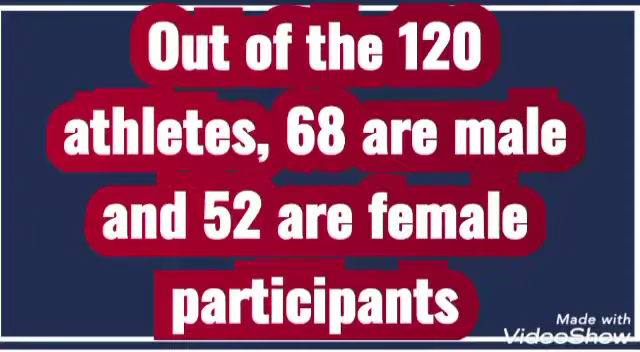 Out of the 120
athletes, 68 are male
and 52 are female
participants
Made with
VideoShow